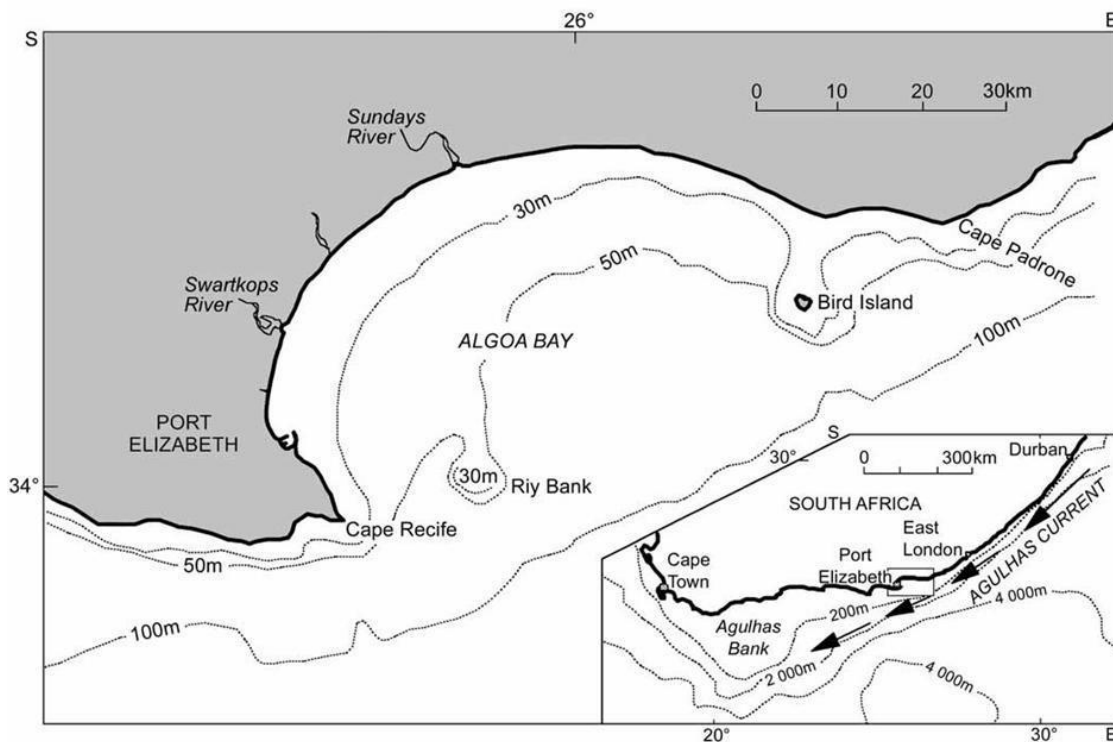 26°
S
E
0 10 20 30km
Sundays
River
30m
50m
Cape Padrone
Swartkops
River
Bird Island
ALGOA BAY
100m
PORT
ELIZABETH
34°
30m
Riy Bank
Cape Recife
50m
100m
S
30°
0 300km
Durban
SOUTH AFRICA
East
London
AGULHAS CURRENT
Port
Elizabeth
Cape
Town
200m
4 000m
Agulhas
Bank
2 000m
4 000m
20°
30°
E